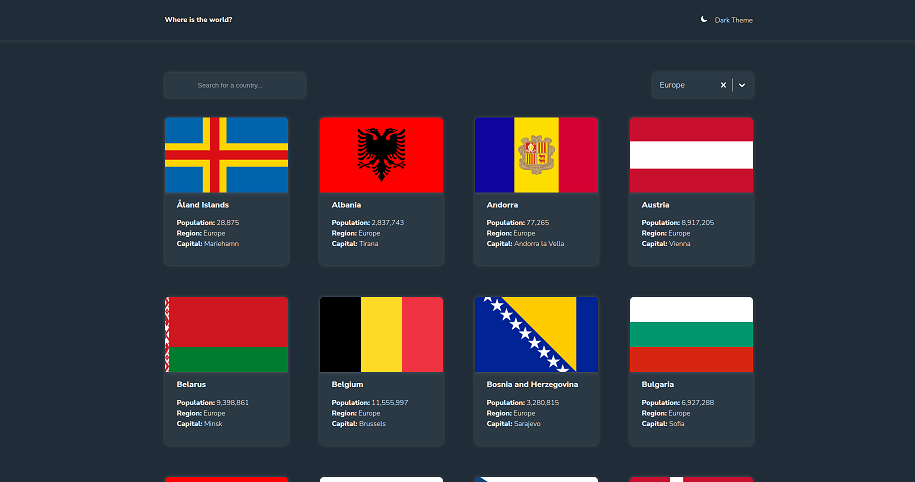 Where is the world?
Dark Theme
Search for a country...
Europe
Åland Islands
Population: 28,875
Region: Europe
Capital: Mariehamn
Albania
Population: 2,837,743
Region: Europe
Capital: Tirana
Andorra
Population: 77,265
Region: Europe
Capital: Andorra la Vella
Austria
Population: 8,917,205
Region: Europe
Capital: Vienna
Belarus
Population: 9,398,861
Region: Europe
Capital: Minsk
Belgium
Population: 11,555,997
Region: Europe
Capital: Brussels
Bosnia and Herzegovina
Population: 3,280,815
Region: Europe
Capital: Sarajevo
Bulgaria
Population: 6,927,288
Region: Europe
Capital: Sofia